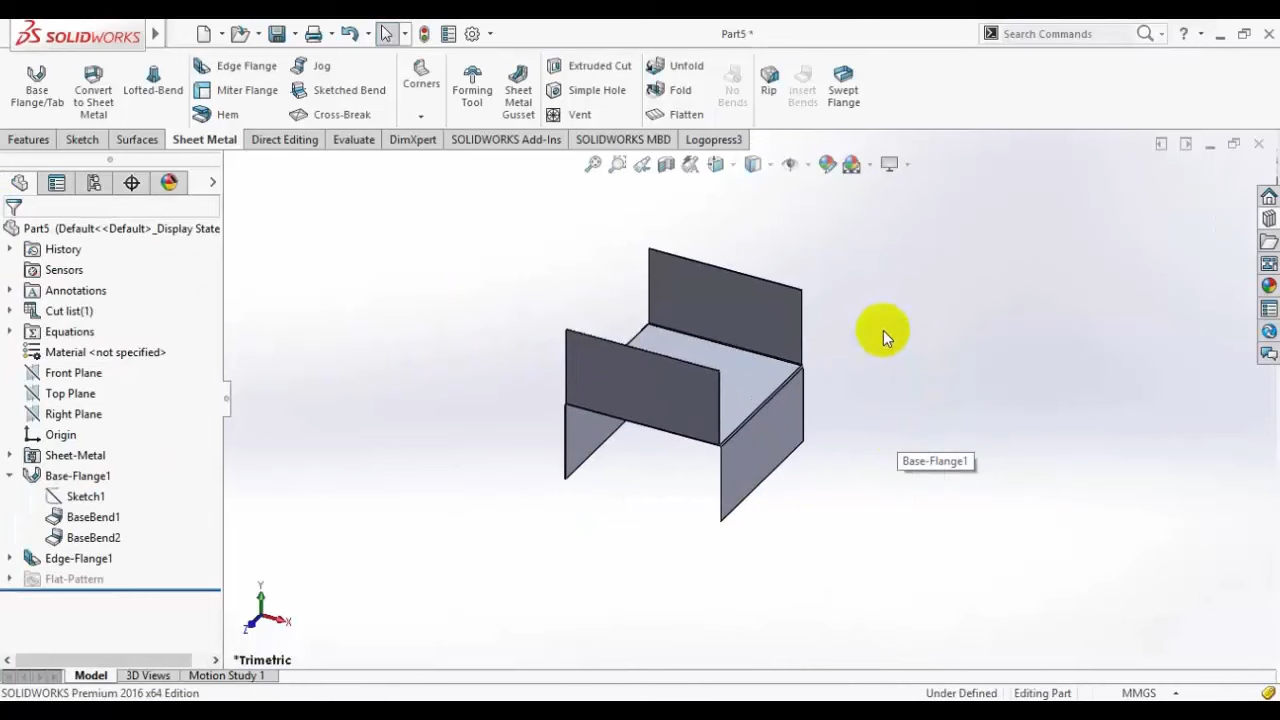 SOLIDWORKS
Part5 *
Search Commands
Base Flange/Tab
Convert to Sheet Metal
Lofted-Bend
Edge Flange
Miter Flange
Hem
Jog
Sketched Bend
Cross-Break
Corners
Forming Tool
Sheet Metal Gusset
Extruded Cut
Simple Hole
Vent
Unfold
Fold
Flatten
No Bends
Rip
Insert Bends
Swept Flange
Features
Sketch
Surfaces
Sheet Metal
Direct Editing
Evaluate
DimXpert
SOLIDWORKS Add-Ins
SOLIDWORKS MBD
Logopress3
Part5 (Default<<Default>_Display State
History
Sensors
Annotations
Cut list(1)
Equations
Material <not specified>
Front Plane
Top Plane
Right Plane
Origin
Sheet-Metal
Base-Flange1
Sketch1
BaseBend1
BaseBend2
Edge-Flange1
Flat-Pattern
Base-Flange1
Y
X
Z
*Trimetric
Model
3D Views
Motion Study 1
SOLIDWORKS Premium 2016 x64 Edition
Under Defined
Editing Part
MMGS